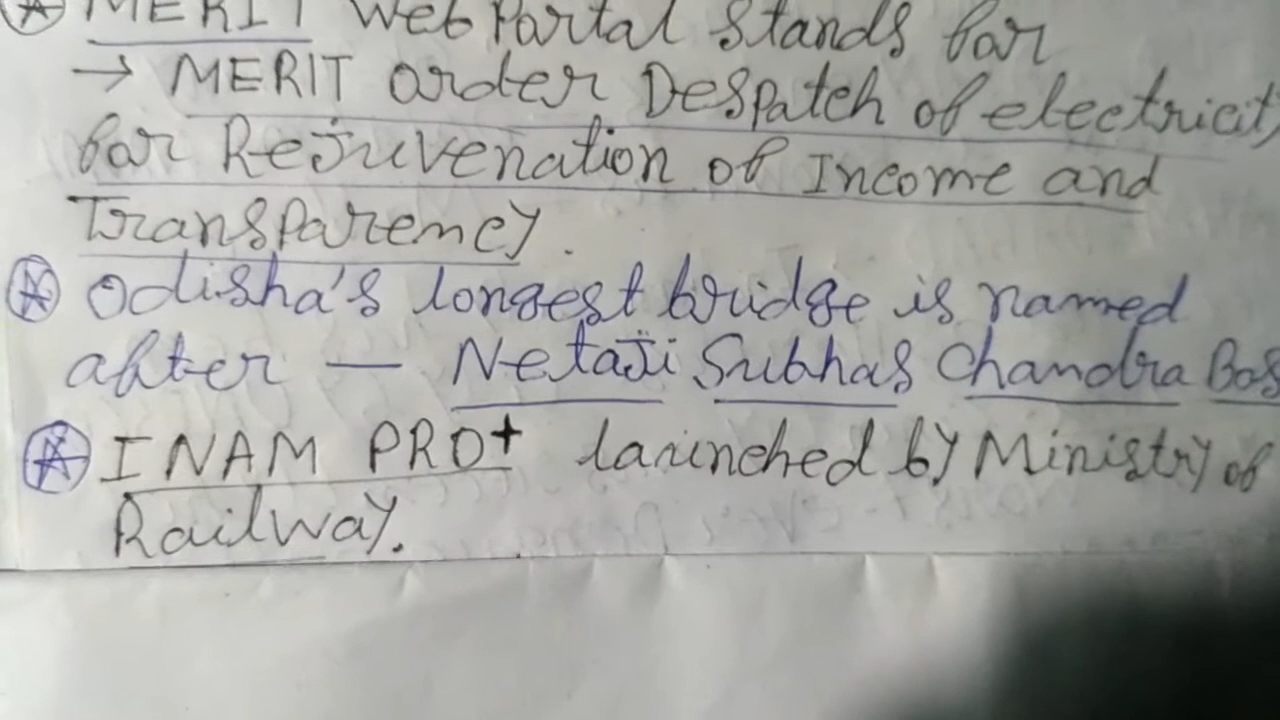 MERIT Web Portal Stands for
→ MERIT order Despatch of electricity
for Rejuvenation of Income and
Transparency.
Odisha's longest bridge is named
after — Netaji Subhas Chandra Bos
INAM PRO+ launched by Ministry of
Railway.